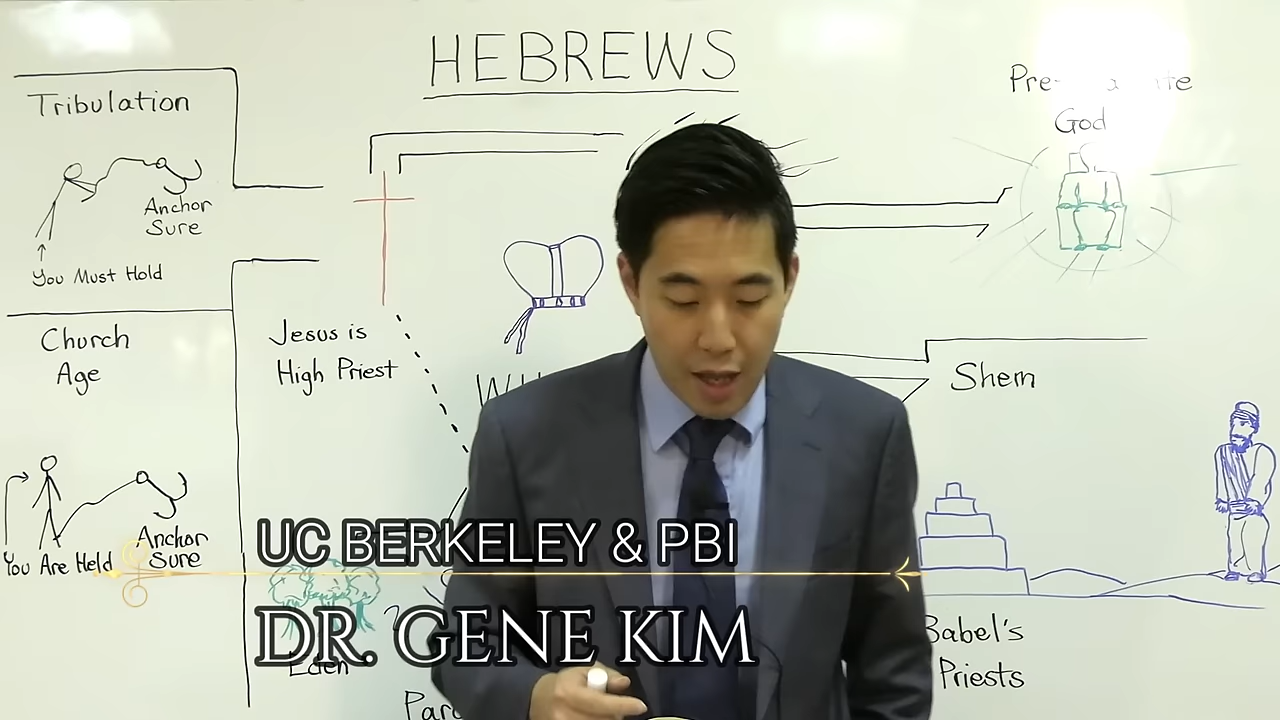 HEBREWS
Tribulation
Anchor
Sure
You Must Hold
Church
Age
You Are Held
Anchor
Sure
Jesus is
High Priest
God
Shem
Babel's
Priests
Eden
UC BERKELEY & PBI
DR. GENE KIM